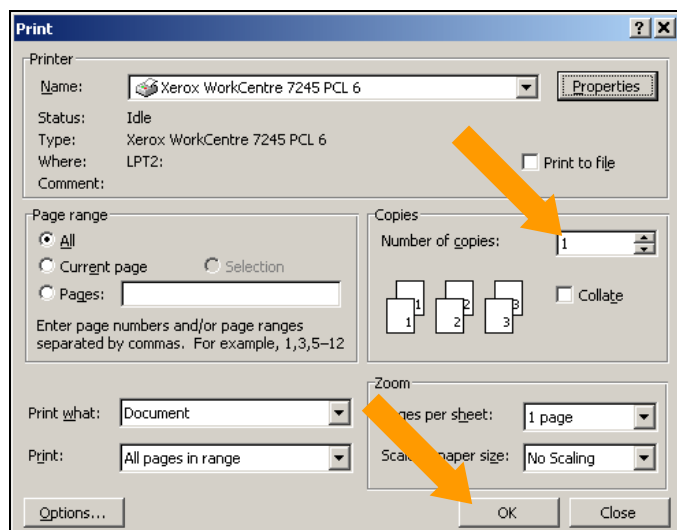 Print
Printer
Name: Xerox WorkCentre 7245 PCL 6 Properties
Status: Idle
Type: Xerox WorkCentre 7245 PCL 6
Where: LPT2: Print to file
Comment:
Page range
All
Current page Selection
Pages:
Enter page numbers and/or page ranges
separated by commas. For example, 1,3,5–12
Copies
Number of copies: 1
1 2 3
1 2 3
Collate
Print what: Document
Print: All pages in range
Zoom
per sheet: 1 page
paper size: No Scaling
Options... OK Close